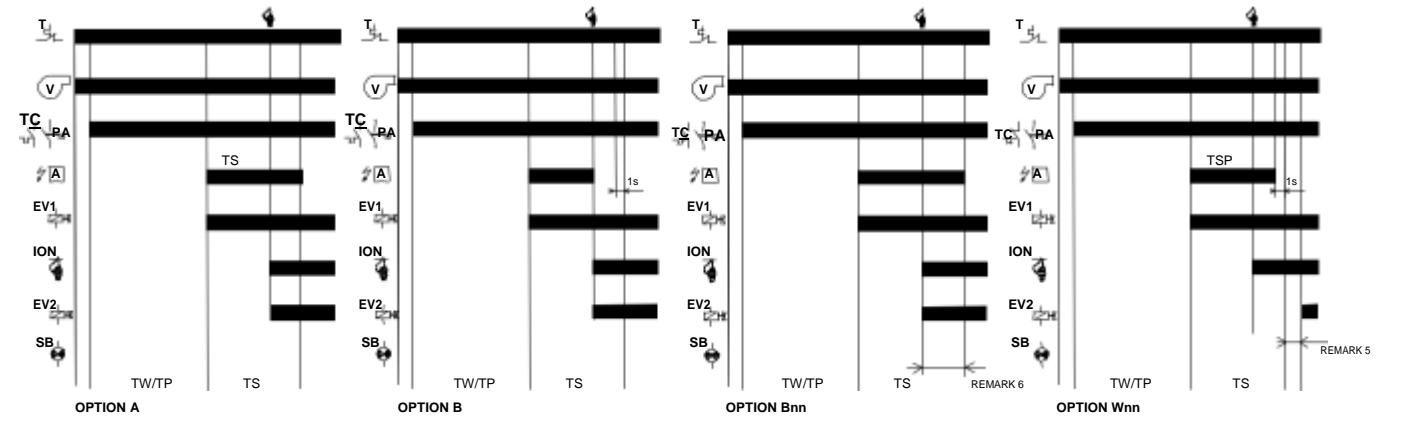 T
V
TC PA
TS
A
EV1
ION
EV2
SB
TW/TP TS
OPTION A
T
V
TC PA
A
1s
EV1
ION
EV2
SB
TW/TP TS
OPTION B
T
V
TC PA
A
EV1
ION
EV2
SB
TW/TP TS REMARK 6
OPTION Bnn
T
V
TC PA
TSP
A
1s
EV1
ION
EV2
SB
REMARK 5
TW/TP TS
OPTION Wnn